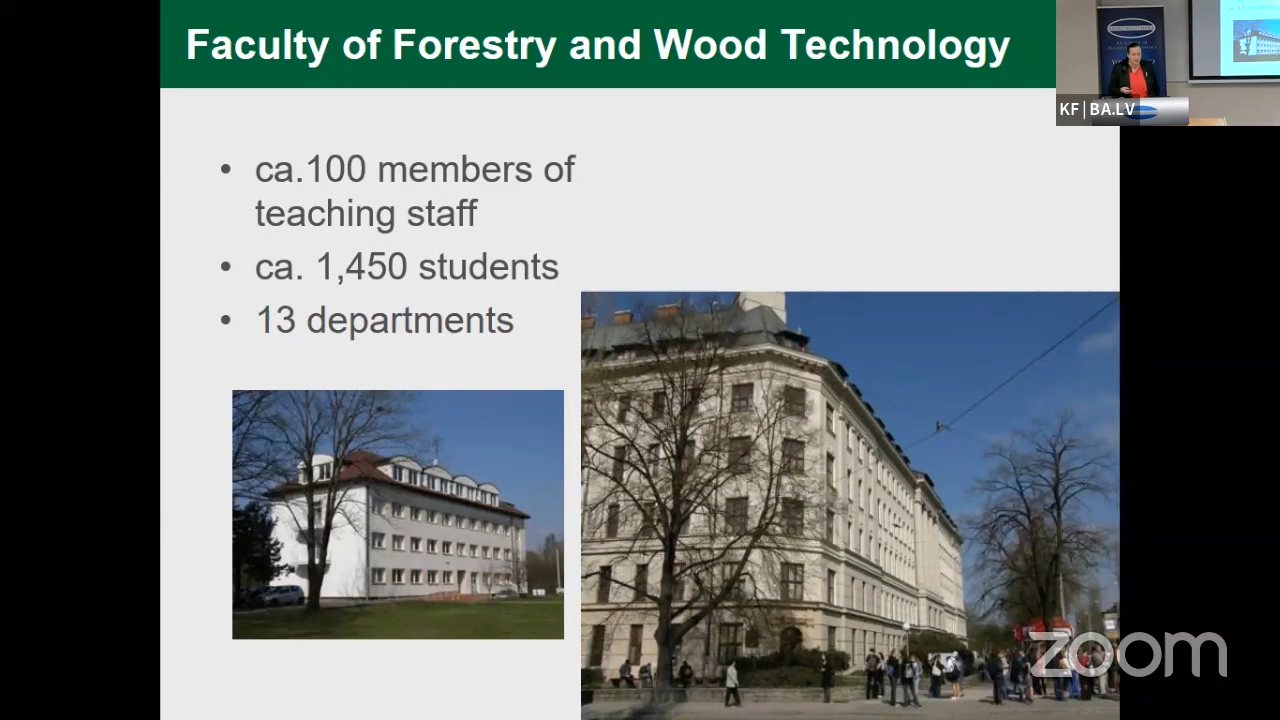 Faculty of Forestry and Wood Technology
• ca.100 members of
teaching staff
• ca. 1,450 students
• 13 departments
KF|BA.LV
zoom